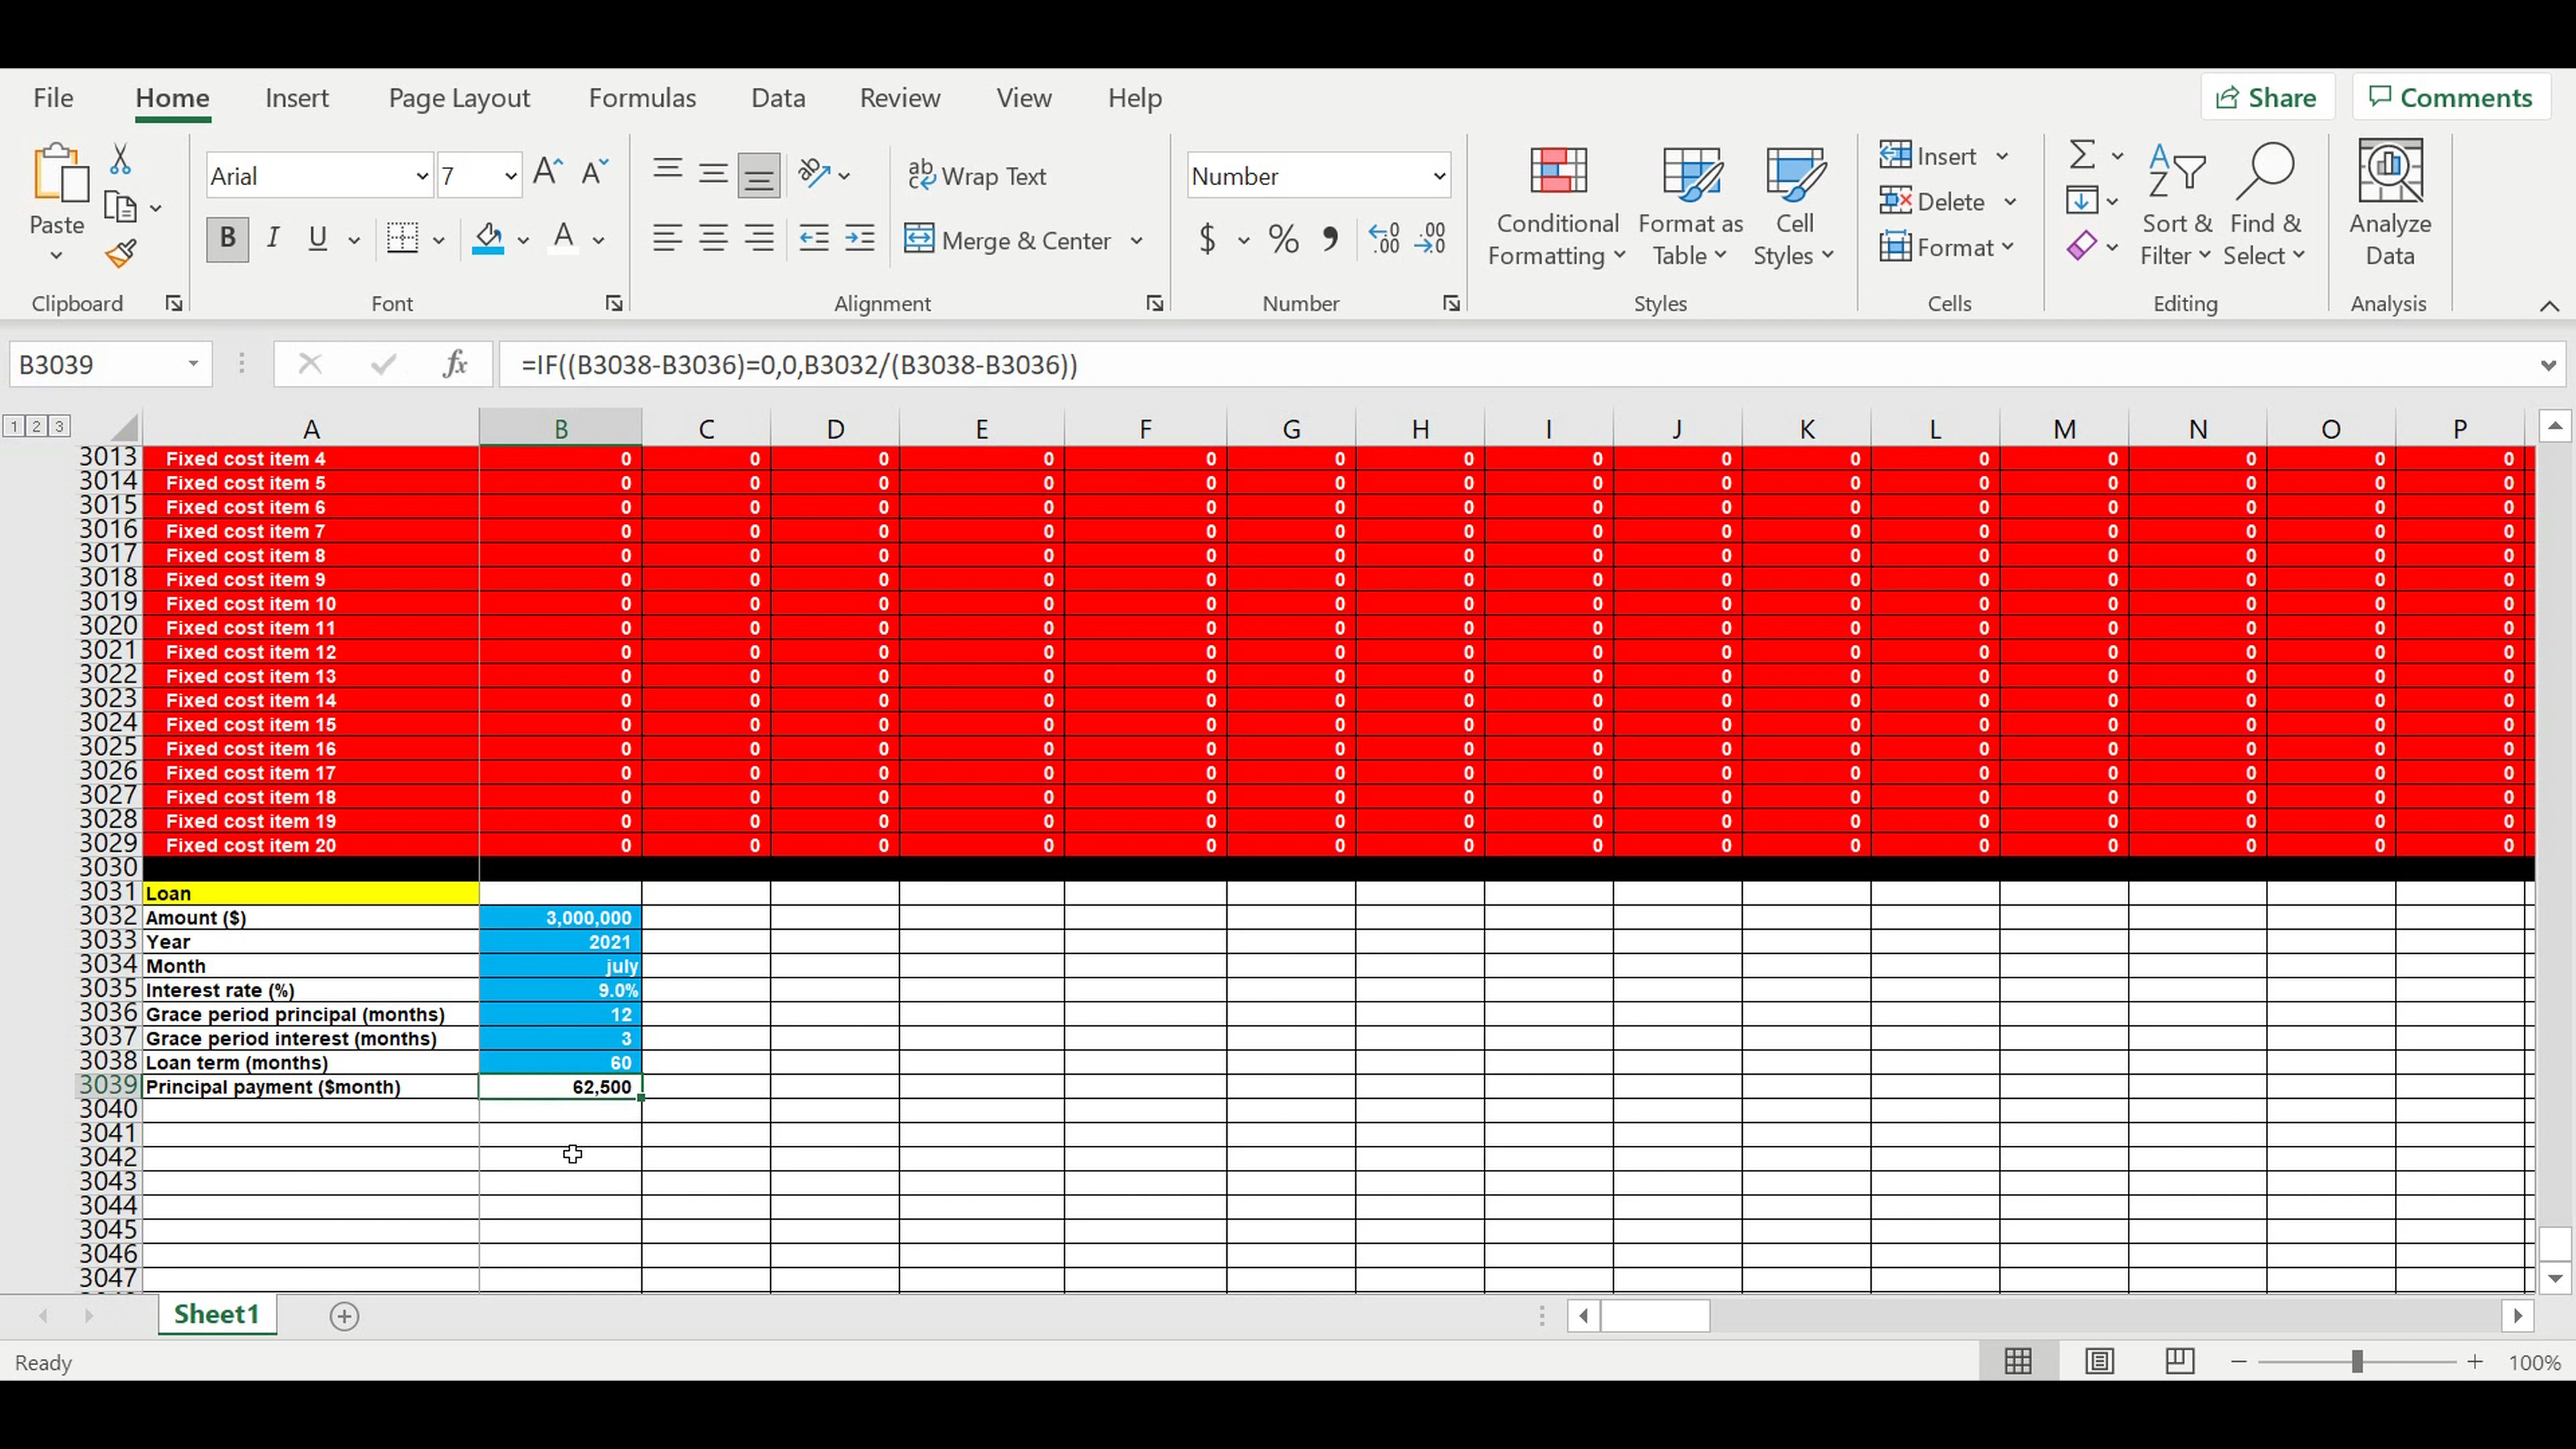 File Home Insert Page Layout Formulas Data Review View Help Share Comments
Paste
Arial 7
Wrap Text
Merge & Center
Number
$ %
Conditional Formatting
Format as Table
Cell Styles
Insert
Delete
Format
Sort & Filter
Find & Select
Analyze Data
Clipboard Font Alignment Number Styles Cells Editing Analysis
B3039 fx =IF((B3038-B3036)=0,0,B3032/(B3038-B3036))
1 2 3 A B C D E F G H I J K L M N O P
3013 Fixed cost item 4 0 0 0 0 0 0 0 0 0 0 0 0 0 0 0
3014 Fixed cost item 5 0 0 0 0 0 0 0 0 0 0 0 0 0 0 0
3015 Fixed cost item 6 0 0 0 0 0 0 0 0 0 0 0 0 0 0 0
3016 Fixed cost item 7 0 0 0 0 0 0 0 0 0 0 0 0 0 0 0
3017 Fixed cost item 8 0 0 0 0 0 0 0 0 0 0 0 0 0 0 0
3018 Fixed cost item 9 0 0 0 0 0 0 0 0 0 0 0 0 0 0 0
3019 Fixed cost item 10 0 0 0 0 0 0 0 0 0 0 0 0 0 0 0
3020 Fixed cost item 11 0 0 0 0 0 0 0 0 0 0 0 0 0 0 0
3021 Fixed cost item 12 0 0 0 0 0 0 0 0 0 0 0 0 0 0 0
3022 Fixed cost item 13 0 0 0 0 0 0 0 0 0 0 0 0 0 0 0
3023 Fixed cost item 14 0 0 0 0 0 0 0 0 0 0 0 0 0 0 0
3024 Fixed cost item 15 0 0 0 0 0 0 0 0 0 0 0 0 0 0 0
3025 Fixed cost item 16 0 0 0 0 0 0 0 0 0 0 0 0 0 0 0
3026 Fixed cost item 17 0 0 0 0 0 0 0 0 0 0 0 0 0 0 0
3027 Fixed cost item 18 0 0 0 0 0 0 0 0 0 0 0 0 0 0 0
3028 Fixed cost item 19 0 0 0 0 0 0 0 0 0 0 0 0 0 0 0
3029 Fixed cost item 20 0 0 0 0 0 0 0 0 0 0 0 0 0 0 0
3030
3031 Loan
3032 Amount ($) 3,000,000
3033 Year 2021
3034 Month july
3035 Interest rate (%) 9.0%
3036 Grace period principal (months) 12
3037 Grace period interest (months) 3
3038 Loan term (months) 60
3039 Principal payment ($month) 62,500
3040
3041
3042
3043
3044
3045
3046
3047
Sheet1
Ready 100%